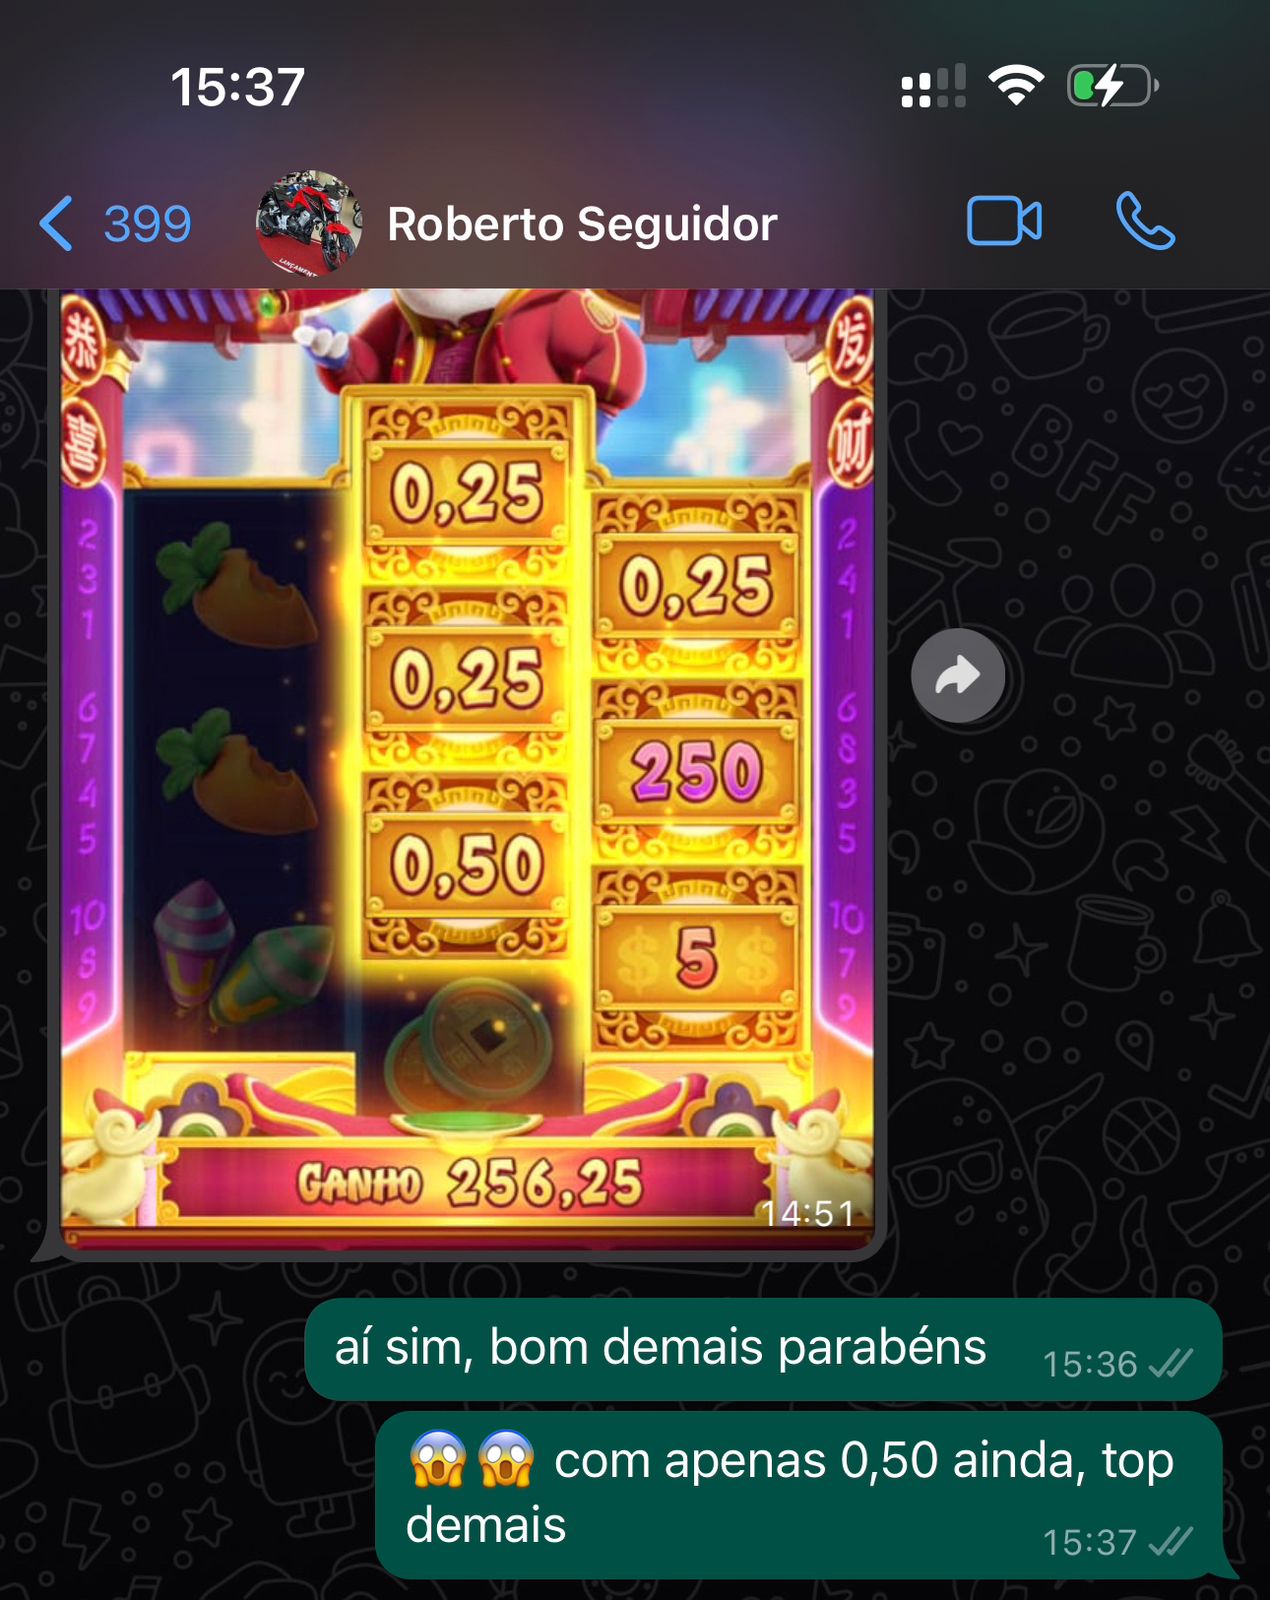 15:37
399
Roberto Seguidor
LANÇAMENT
恭
发
喜
财
0,25
0,25
0,25
250
0,50
$ 5 $
2
3
1
6
7
4
5
10
8
9
2
4
1
6
8
3
5
10
7
9
GANHO 256,25
14:51
BFF
aí sim, bom demais parabéns
15:36
😱😱 com apenas 0,50 ainda, top
demais
15:37